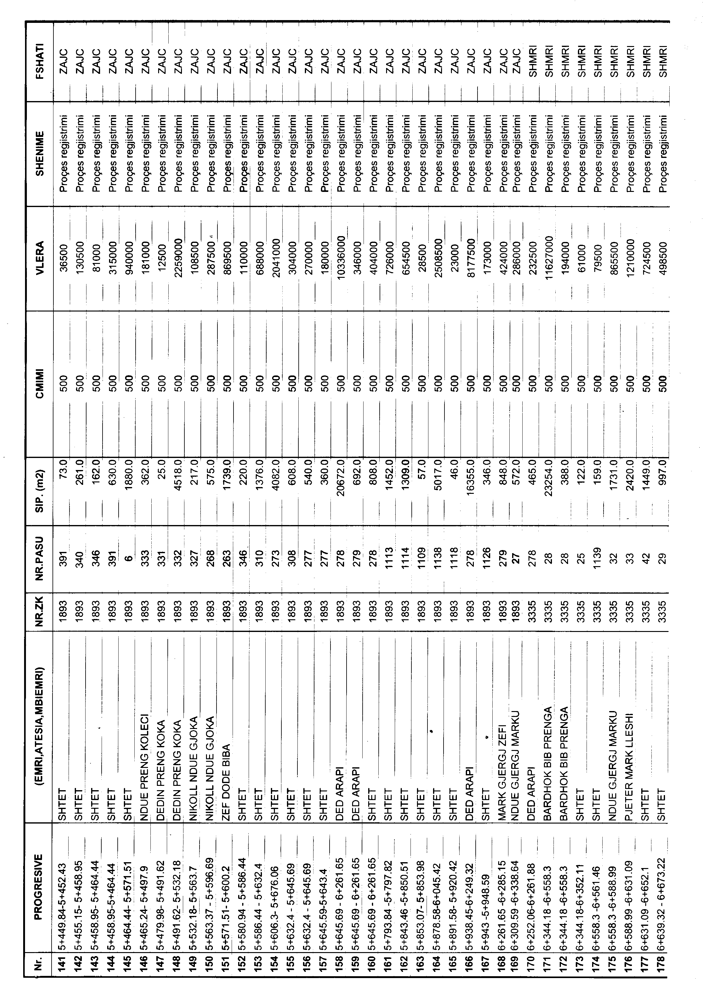 Nr. PROGRESIVE (EMRI,ATESIA,MBIEMRI) NR.ZK NR.PASU SIP. (m2) CMIMI VLERA SHENIME FSHATI
141 5+449.84-5+452.43 SHTET 1893 391 73.0 500 36500 Proçes regjistrimi ZAJC
142 5+455.15- 5+458.95 SHTET 1893 340 261.0 500 130500 Proçes regjistrimi ZAJC
143 5+458.95- 5+464.44 SHTET 1893 346 162.0 500 81000 Proçes regjistrimi ZAJC
144 5+458.95-5+464.44 SHTET 1893 391 630.0 500 315000 Proçes regjistrimi ZAJC
145 5+464.44- 5+571.51 SHTET 1893 6 1880.0 500 940000 Proçes regjistrimi ZAJC
146 5+465.24- 5+497.9 NDUE PRENG KOLECI 1893 333 362.0 500 181000 Proçes regjistrimi ZAJC
147 5+479.98- 5+491.62 DEDIN PRENG KOKA 1893 331 25.0 500 12500 Proçes regjistrimi ZAJC
148 5+491.62- 5+532.18 DEDIN PRENG KOKA 1893 332 4518.0 500 2259000 Proçes regjistrimi ZAJC
149 5+532.18- 5+563.7 NIKOLL NDUE GJOKA 1893 327 217.0 500 108500 Proçes regjistrimi ZAJC
150 5+563.37 - 5+596.69 NIKOLL NDUE GJOKA 1893 268 575.0 500 287500 Proçes regjistrimi ZAJC
151 5+571.51- 5+600.2 ZEF DODE BIBA 1893 263 1739.0 500 869500 Proçes regjistrimi ZAJC
152 5+580.94 - 5+586.44 SHTET 1893 346 220.0 500 110000 Proçes regjistrimi ZAJC
153 5+586.44 - 5+632.4 SHTET 1893 310 1376.0 500 688000 Proçes regjistrimi ZAJC
154 5+606.3- 5+676.06 SHTET 1893 273 4082.0 500 2041000 Proçes regjistrimi ZAJC
155 5+632.4 - 5+645.69 SHTET 1893 308 608.0 500 304000 Proçes regjistrimi ZAJC
156 5+632.4 - 5+645.69 SHTET 1893 277 540.0 500 270000 Proçes regjistrimi ZAJC
157 5+645.59-5+643.4 SHTET 1893 277 360.0 500 180000 Proçes regjistrimi ZAJC
158 5+645.69 - 6+261.65 DED ARAPI 1893 278 20672.0 500 10336000 Proçes regjistrimi ZAJC
159 5+645.69 - 6+261.65 DED ARAPI 1893 279 692.0 500 346000 Proçes regjistrimi ZAJC
160 5+645.69 - 6+261.65 SHTET 1893 278 808.0 500 404000 Proçes regjistrimi ZAJC
161 5+793.84 -5+797.82 SHTET 1893 1113 1452.0 500 726000 Proçes regjistrimi ZAJC
162 5+843.46 -5+850.51 SHTET 1893 1114 1309.0 500 654500 Proçes regjistrimi ZAJC
163 5+853.07- 5+853.98 SHTET 1893 1109 57.0 500 28500 Proçes regjistrimi ZAJC
164 5+878.58-6+045.42 SHTET 1893 1138 5017.0 500 2508500 Proçes regjistrimi ZAJC
165 5+891.58- 5+920.42 SHTET 1893 1118 46.0 500 23000 Proçes regjistrimi ZAJC
166 5+938.45-6+249.32 DED ARAPI 1893 278 16355.0 500 8177500 Proçes regjistrimi ZAJC
167 5+943 -5+948.59 SHTET 1893 1126 346.0 500 173000 Proçes regjistrimi ZAJC
168 6+261.65 -6+285.15 MARK GJERGJ ZEFI 1893 279 848.0 500 424000 Proçes regjistrimi ZAJC
169 6+309.59 -6+338.64 NDUE GJERGJ MARKU 1893 27 572.0 500 286000 Proçes regjistrimi ZAJC
170 6+252.06-6+261.88 DED ARAPI 3335 278 465.0 500 232500 Proçes regjistrimi SHMRI
171 6+344.18 -6+558.3 BARDHOK BIB PRENGA 3335 28 23254.0 500 11627000 Proçes regjistrimi SHMRI
172 6+344.18 -6+558.3 BARDHOK BIB PRENGA 3335 28 388.0 500 194000 Proçes regjistrimi SHMRI
173 6+344.18-6+352.11 SHTET 3335 25 122.0 500 61000 Proçes regjistrimi SHMRI
174 6+558.3 -6+561.46 SHTET 3335 1139 159.0 500 79500 Proçes regjistrimi SHMRI
175 6+558.3 -6+588.99 NDUE GJERGJ MARKU 3335 32 1731.0 500 865500 Proçes regjistrimi SHMRI
176 6+588.99 -6+631.09 PJETER MARK LLESHI 3335 33 2420.0 500 1210000 Proçes regjistrimi SHMRI
177 6+631.09 -6+652.1 SHTET 3335 42 1449.0 500 724500 Proçes regjistrimi SHMRI
178 6+639.32 - 6+673.22 SHTET 3335 29 997.0 500 498500 Proçes regjistrimi SHMRI